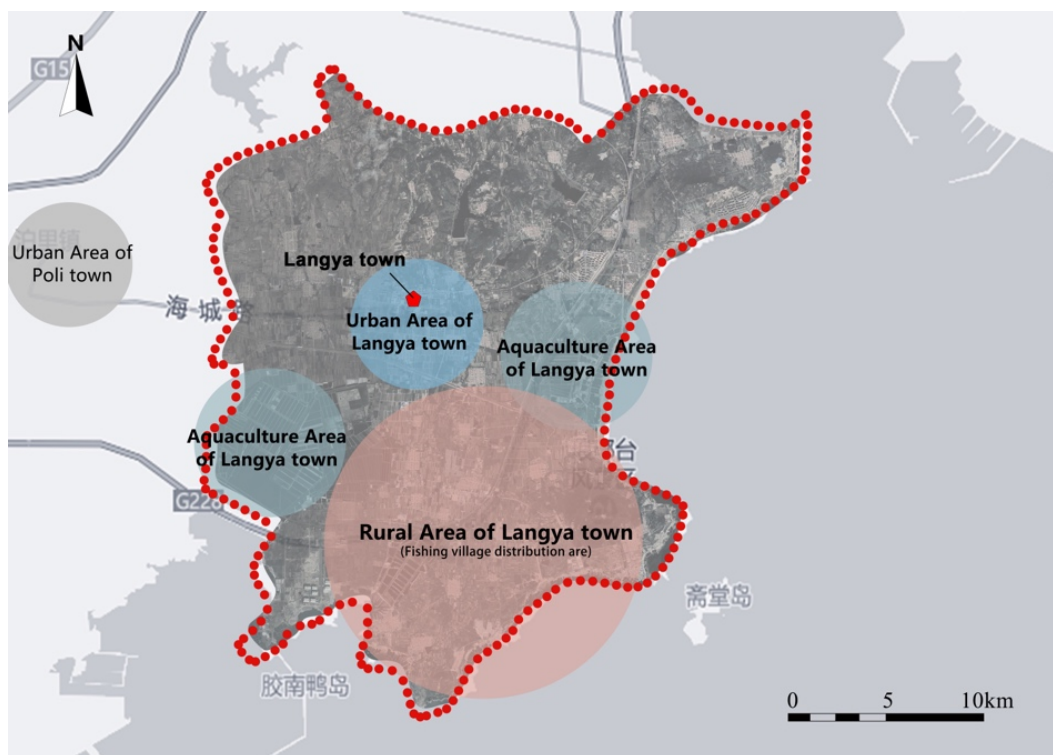 N
G15
Urban Area of
Poli town
Langya town
海城路
Urban Area of
Langya town
Aquaculture Area
of Langya town
Aquaculture Area
of Langya town
台
G228
Rural Area of Langya town
(Fishing village distribution are)
斋堂岛
胶南鸭岛
0 5 10km